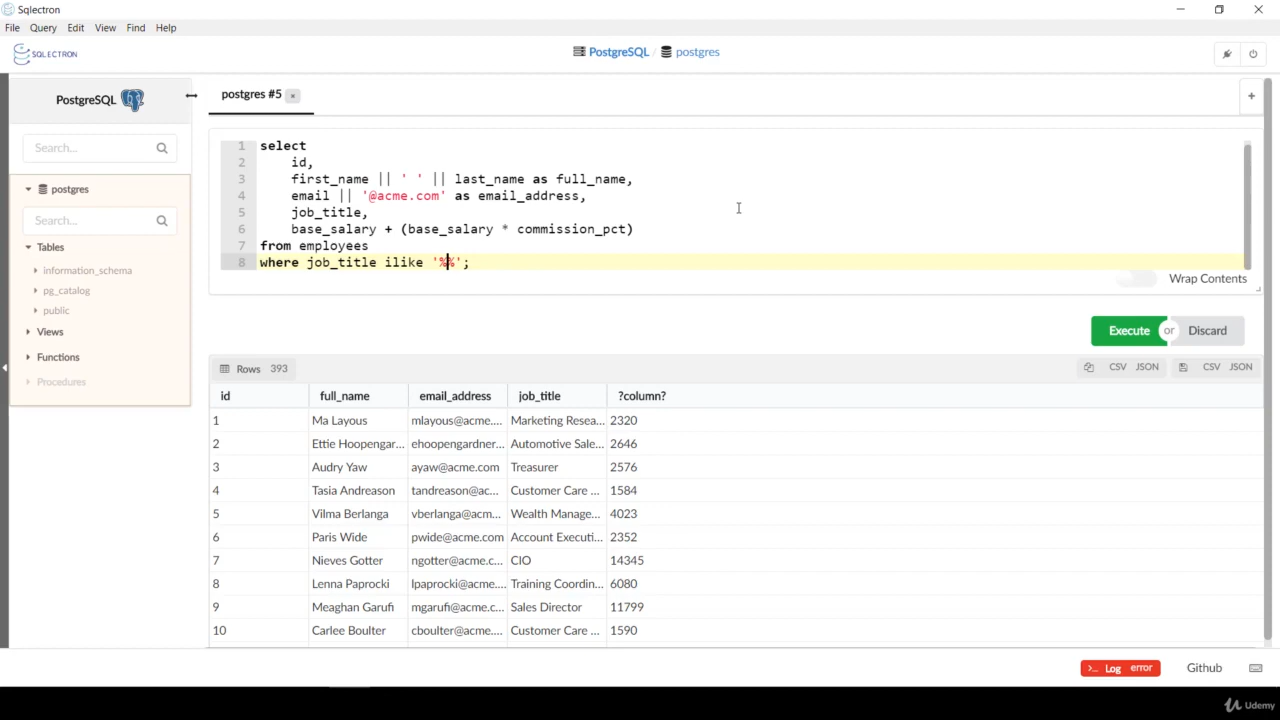 Sqlectron
File Query Edit View Find Help
SQLECTRON
PostgreSQL / postgres
PostgreSQL
postgres #5
Search...
postgres
Search...
Tables
information_schema
pg_catalog
public
Views
Functions
Procedures
1 select
2 id,
3 first_name || ' ' || last_name as full_name,
4 email || '@acme.com' as email_address,
5 job_title,
6 base_salary + (base_salary * commission_pct)
7 from employees
8 where job_title ilike '%%';
Wrap Contents
Execute or Discard
Rows 393 CSV JSON CSV JSON
id full_name email_address job_title ?column?
1 Ma Layous mlayous@acme.... Marketing Resea... 2320
2 Ettie Hoopengar... ehoopengardner... Automotive Sale... 2646
3 Audry Yaw ayaw@acme.com Treasurer 2576
4 Tasia Andreason tandreason@ac... Customer Care ... 1584
5 Vilma Berlanga vberlanga@acm... Wealth Manage... 4023
6 Paris Wide pwide@acme.com Account Executi... 2352
7 Nieves Gotter ngotter@acme.c... CIO 14345
8 Lenna Paprocki lpaprocki@acme.... Training Coordin... 6080
9 Meaghan Garufi mgarufi@acme.c... Sales Director 11799
10 Carlee Boulter cboulter@acme.... Customer Care ... 1590
>_ Log error Github
Udemy